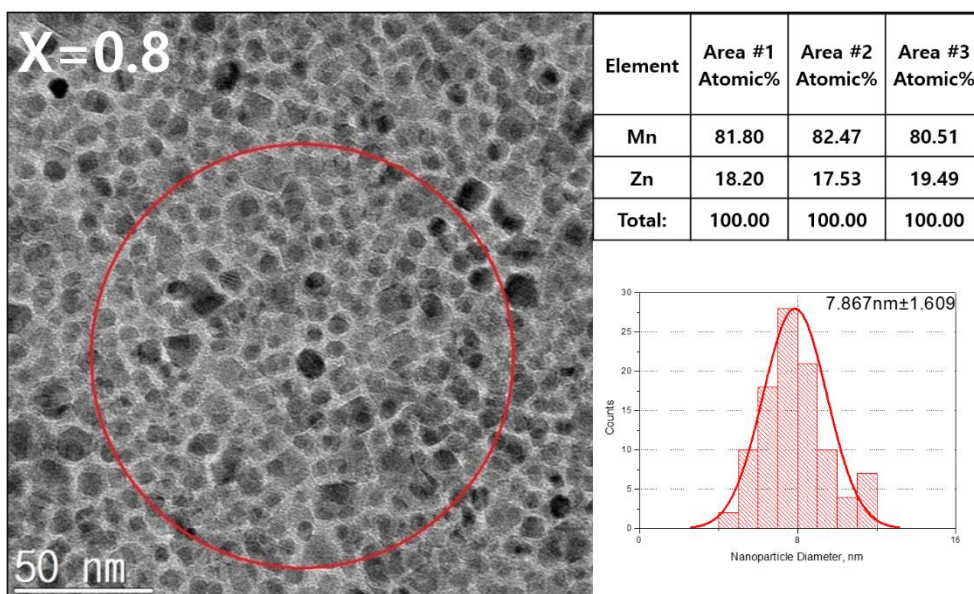 X=0.8
50 nm
Element Area #1 Atomic% Area #2 Atomic% Area #3 Atomic%
Mn 81.80 82.47 80.51
Zn 18.20 17.53 19.49
Total: 100.00 100.00 100.00
7.867nm±1.609
30
25
20
15
10
5
0
Counts
0 8 16
Nanoparticle Diameter, nm